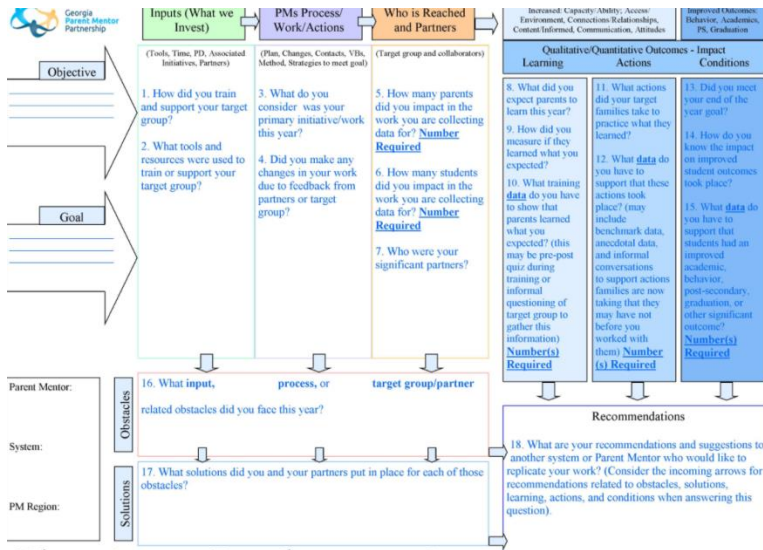 Georgia
Parent Mentor
Partnership
Inputs (What we
Invest)
PMs Process/
Work/Actions
Who is Reached
and Partners
Increased: Capacity/Ability; Access/
Environment, Connections/Relationships,
Content/Informed, Communication, Attitudes
Improved Outcomes:
Behavior, Academics,
PS, Graduation
Qualitative/Quantitative Outcomes - Impact
Learning
Actions
Conditions
Objective
Goal
(Tools, Time, PD, Associated
Initiatives, Partners)
1. How did you train
and support your target
group?
2. What tools and
resources were used to
train or support your
target group?
(Plan, Changes, Contacts, VBs,
Method, Strategies to meet goal)
3. What do you
consider was your
primary initiative/work
this year?
4. Did you make any
changes in your work
due to feedback from
partners or target
group?
(Target group and collaborators)
5. How many parents
did you impact in the
work you are collecting
data for? Number
Required
6. How many students
did you impact in the
work you are collecting
data for? Number
Required
7. Who were your
significant partners?
8. What did you
expect parents to
learn this year?
9. How did you
measure if they
learned what you
expected?
10. What training
data do you have
to show that
parents learned
what you
expected? (this
may be pre-post
quiz during
training or
informal
questioning of
target group to
gather this
information)
Number(s)
Required
11. What actions
did your target
families take to
practice what they
learned?
12. What data do
you have to
support that these
actions took
place? (may
include
benchmark data,
anecdotal data,
and informal
conversations
to support actions
families are now
taking that they
may have not
before you
worked with
them) Number
(s) Required
13. Did you meet
your end of the
year goal?
14. How do you
know the impact
on improved
student outcomes
took place?
15. What data do
you have to
support that
students had an
improved
academic,
behavior,
post-secondary,
graduation, or
other significant
outcome?
Number(s)
Required
Parent Mentor:
System:
PM Region:
Obstacles
16. What input, process, or target group/partner
related obstacles did you face this year?
Solutions
17. What solutions did you and your partners put in place for each of those
obstacles?
Recommendations
18. What are your recommendations and suggestions to
another system or Parent Mentor who would like to
replicate your work? (Consider the incoming arrows for
recommendations related to obstacles, solutions,
learning, actions, and conditions when answering this
question).